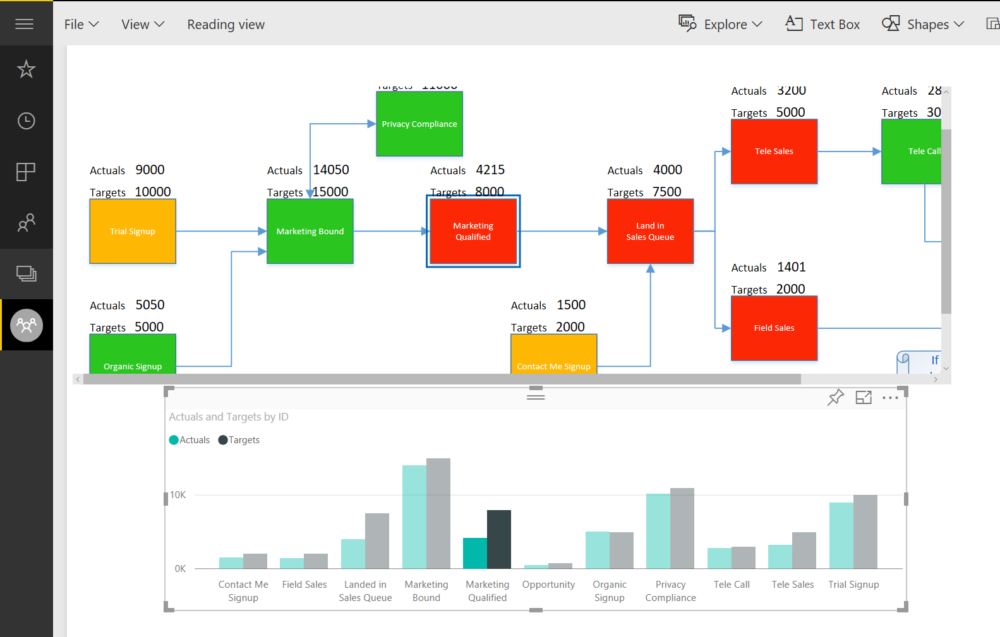 File View Reading view Explore Text Box Shapes
Targets 11000
Privacy Compliance
Actuals 3200
Targets 5000
Tele Sales
Actuals 28
Targets 30
Tele Call
Actuals 9000
Targets 10000
Trial Signup
Actuals 14050
Targets 15000
Marketing Bound
Actuals 4215
Targets 8000
Marketing
Qualified
Actuals 4000
Targets 7500
Land in
Sales Queue
Actuals 1401
Targets 2000
Field Sales
Actuals 5050
Targets 5000
Organic Signup
Actuals 1500
Targets 2000
Contact Me Signup
If
Actuals and Targets by ID
Actuals Targets
10K
0K
Contact Me
Signup
Field Sales
Landed in
Sales Queue
Marketing
Bound
Marketing
Qualified
Opportunity
Organic
Signup
Privacy
Compliance
Tele Call
Tele Sales
Trial Signup